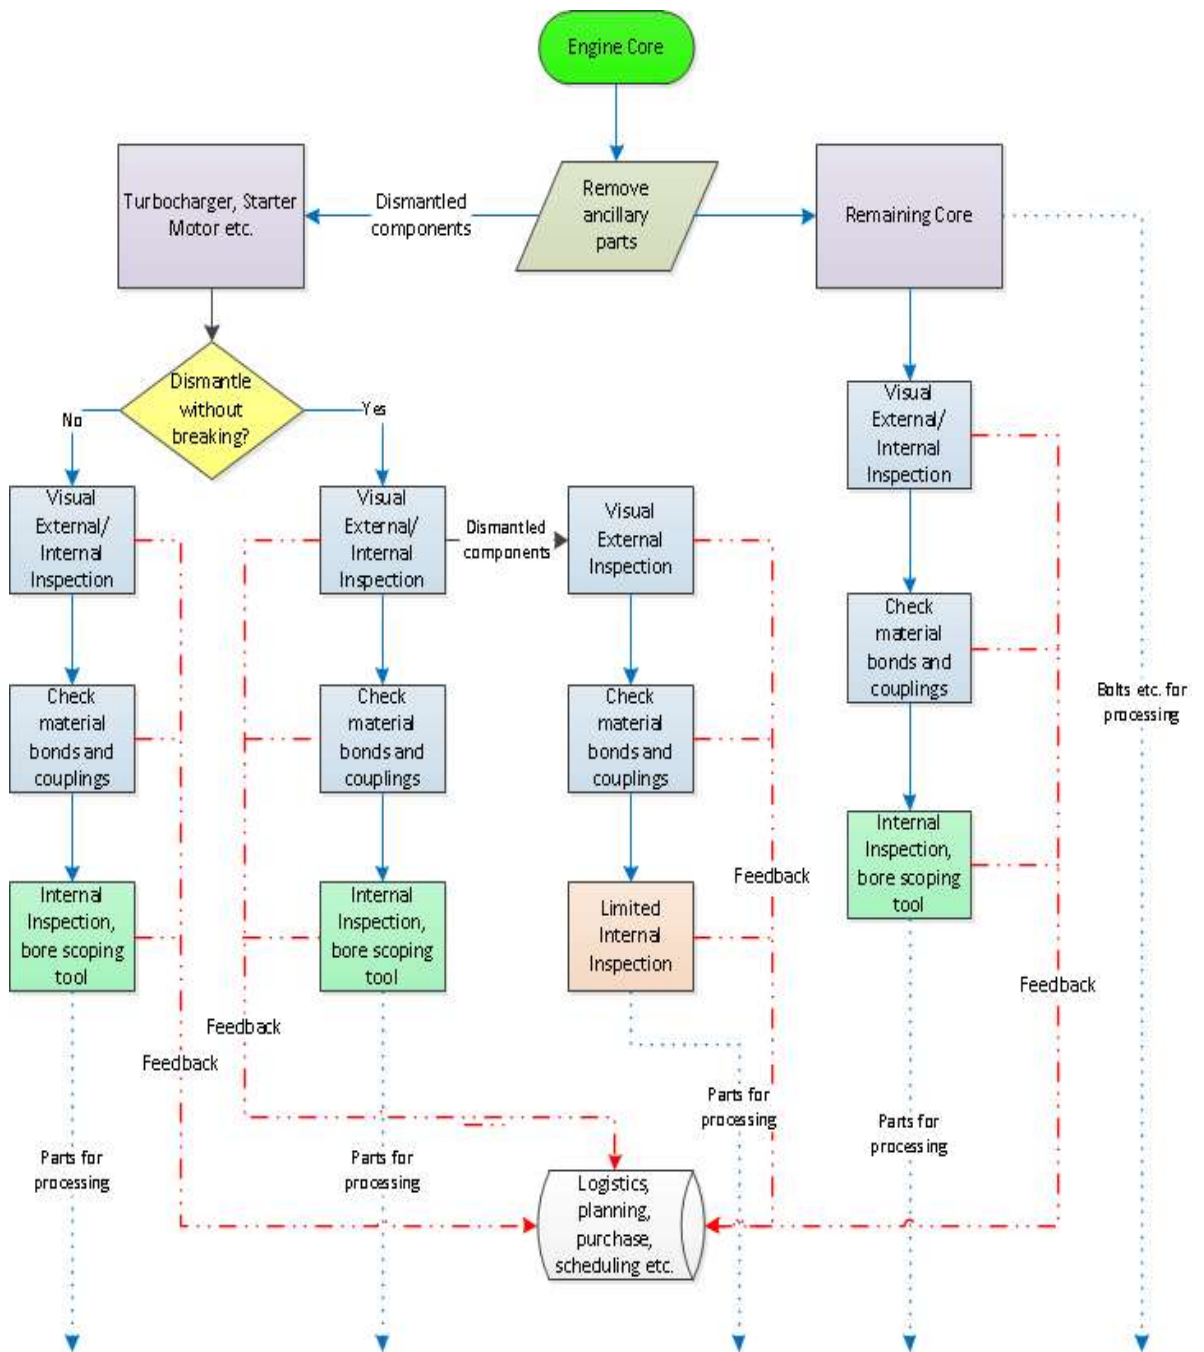 Engine Core
Turbocharger, Starter
Motor etc.
Dismantled
components
Remove
ancillary
parts
Remaining Core
Dismantle
without
breaking?
No
Yes
Visual
External/
Internal
Inspection
Visual
External/
Internal
Inspection
Dismantled
components
Visual
External
Inspection
Visual
External/
Internal
Inspection
Check
material
bonds and
couplings
Check
material
bonds and
couplings
Check
material
bonds and
couplings
Check
material
bonds and
couplings
Bolts etc. for
processing
Internal
Inspection,
bore scoping
tool
Internal
Inspection,
bore scoping
tool
Limited
Internal
Inspection
Internal
Inspection,
bore scoping
tool
Feedback
Feedback
Feedback
Feedback
Parts for
processing
Parts for
processing
Parts for
processing
Parts for
processing
Logistics,
planning,
purchase,
scheduling etc.